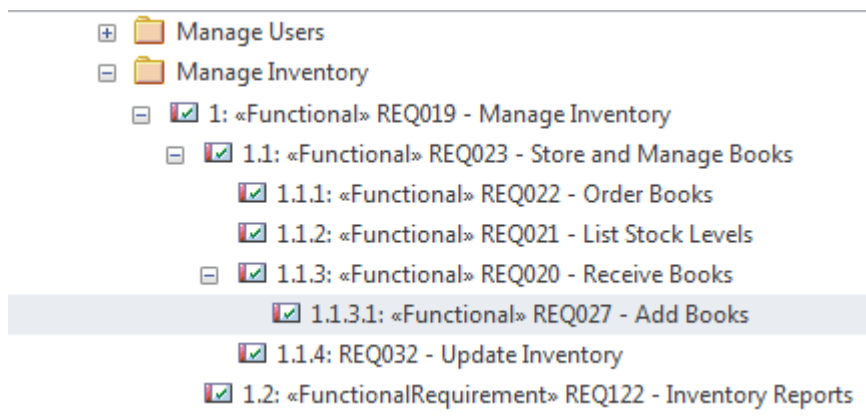 Manage Users
Manage Inventory
1: «Functional» REQ019 - Manage Inventory
1.1: «Functional» REQ023 - Store and Manage Books
1.1.1: «Functional» REQ022 - Order Books
1.1.2: «Functional» REQ021 - List Stock Levels
1.1.3: «Functional» REQ020 - Receive Books
1.1.3.1: «Functional» REQ027 - Add Books
1.1.4: REQ032 - Update Inventory
1.2: «FunctionalRequirement» REQ122 - Inventory Reports